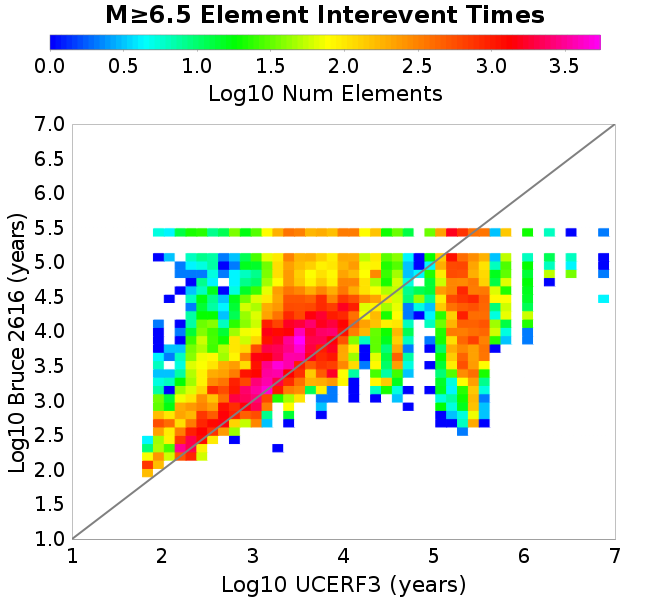 M≥6.5 Element Interevent Times
0.0 0.5 1.0 1.5 2.0 2.5 3.0 3.5
Log10 Num Elements
Log10 Bruce 2616 (years)
7.0
6.5
6.0
5.5
5.0
4.5
4.0
3.5
3.0
2.5
2.0
1.5
1.0
1 2 3 4 5 6 7
Log10 UCERF3 (years)